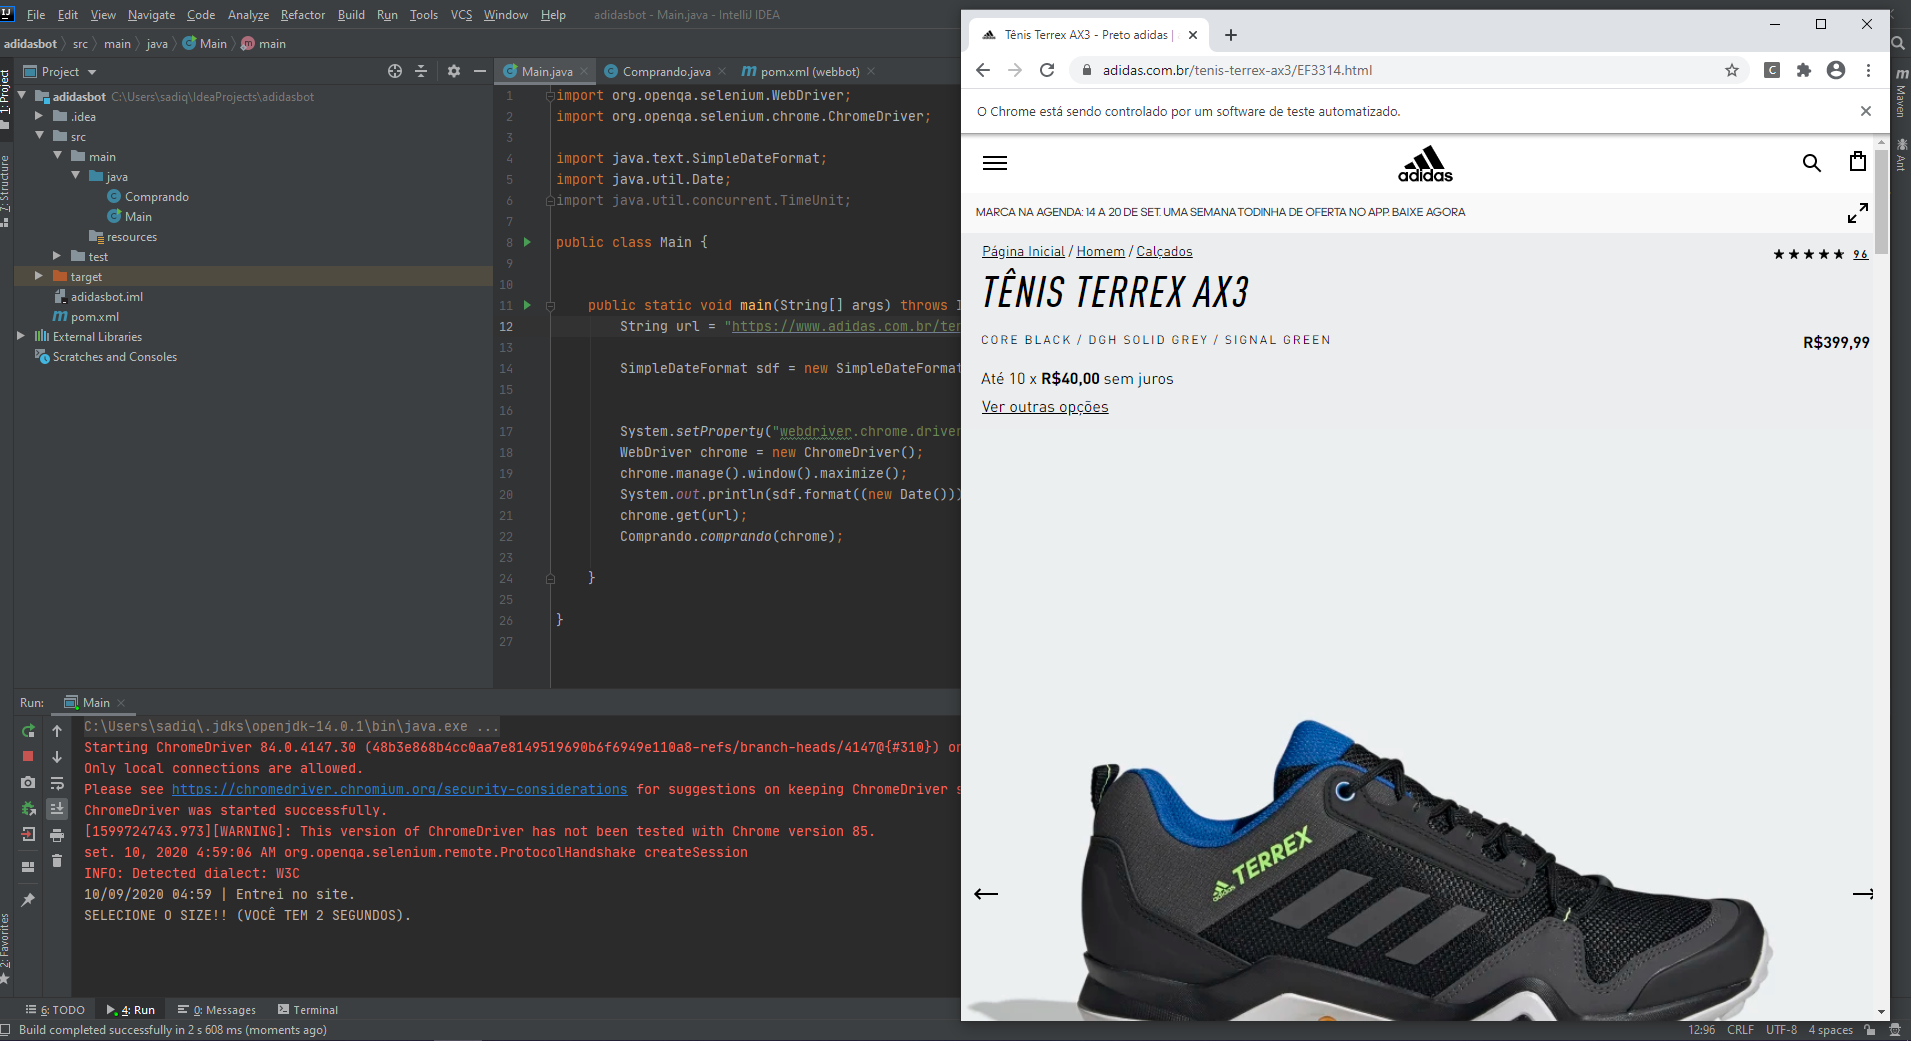 File Edit View Navigate Code Analyze Refactor Build Run Tools VCS Window Help adidasbot - Main.java - IntelliJ IDEA
adidasbot src main java Main main
Project
Main.java Comprando.java pom.xml (webbot)
1: Project
7: Structure
2: Favorites
adidasbot C:\Users\sadiq\IdeaProjects\adidasbot
.idea
src
main
java
Comprando
Main
resources
test
target
adidasbot.iml
pom.xml
External Libraries
Scratches and Consoles
1 import org.openqa.selenium.WebDriver;
2 import org.openqa.selenium.chrome.ChromeDriver;
3
4 import java.text.SimpleDateFormat;
5 import java.util.Date;
6 import java.util.concurrent.TimeUnit;
7
8 public class Main {
9
10
11 public static void main(String[] args) throws
12 String url = "https://www.adidas.com.br/ter
13
14 SimpleDateFormat sdf = new SimpleDateFormat
15
16
17 System.setProperty("webdriver.chrome.driver
18 WebDriver chrome = new ChromeDriver();
19 chrome.manage().window().maximize();
20 System.out.println(sdf.format((new Date()))
21 chrome.get(url);
22 Comprando.comprando(chrome);
23
24 }
25
26 }
27
Run: Main
C:\Users\sadiq\.jdks\openjdk-14.0.1\bin\java.exe ...
Starting ChromeDriver 84.0.4147.30 (48b3e868b4cc0aa7e8149519690b6f6949e110a8-refs/branch-heads/4147@{#310}) on
Only local connections are allowed.
Please see https://chromedriver.chromium.org/security-considerations for suggestions on keeping ChromeDriver s
ChromeDriver was started successfully.
[1599724743.973][WARNING]: This version of ChromeDriver has not been tested with Chrome version 85.
set. 10, 2020 4:59:06 AM org.openqa.selenium.remote.ProtocolHandshake createSession
INFO: Detected dialect: W3C
10/09/2020 04:59 | Entrei no site.
SELECIONE O SIZE!! (VOCÊ TEM 2 SEGUNDOS).
6: TODO 4: Run 0: Messages Terminal
Build completed successfully in 2 s 608 ms (moments ago)
12:96 CRLF UTF-8 4 spaces
Maven
Ant
Tênis Terrex AX3 - Preto adidas |
adidas.com.br/tenis-terrex-ax3/EF3314.html
O Chrome está sendo controlado por um software de teste automatizado.
adidas
MARCA NA AGENDA: 14 A 20 DE SET. UMA SEMANA TODINHA DE OFERTA NO APP. BAIXE AGORA
Página Inicial / Homem / Calçados
96
TÊNIS TERREX AX3
CORE BLACK / DGH SOLID GREY / SIGNAL GREEN
R$399,99
Até 10 x R$40,00 sem juros
Ver outras opções
adidas TERREX